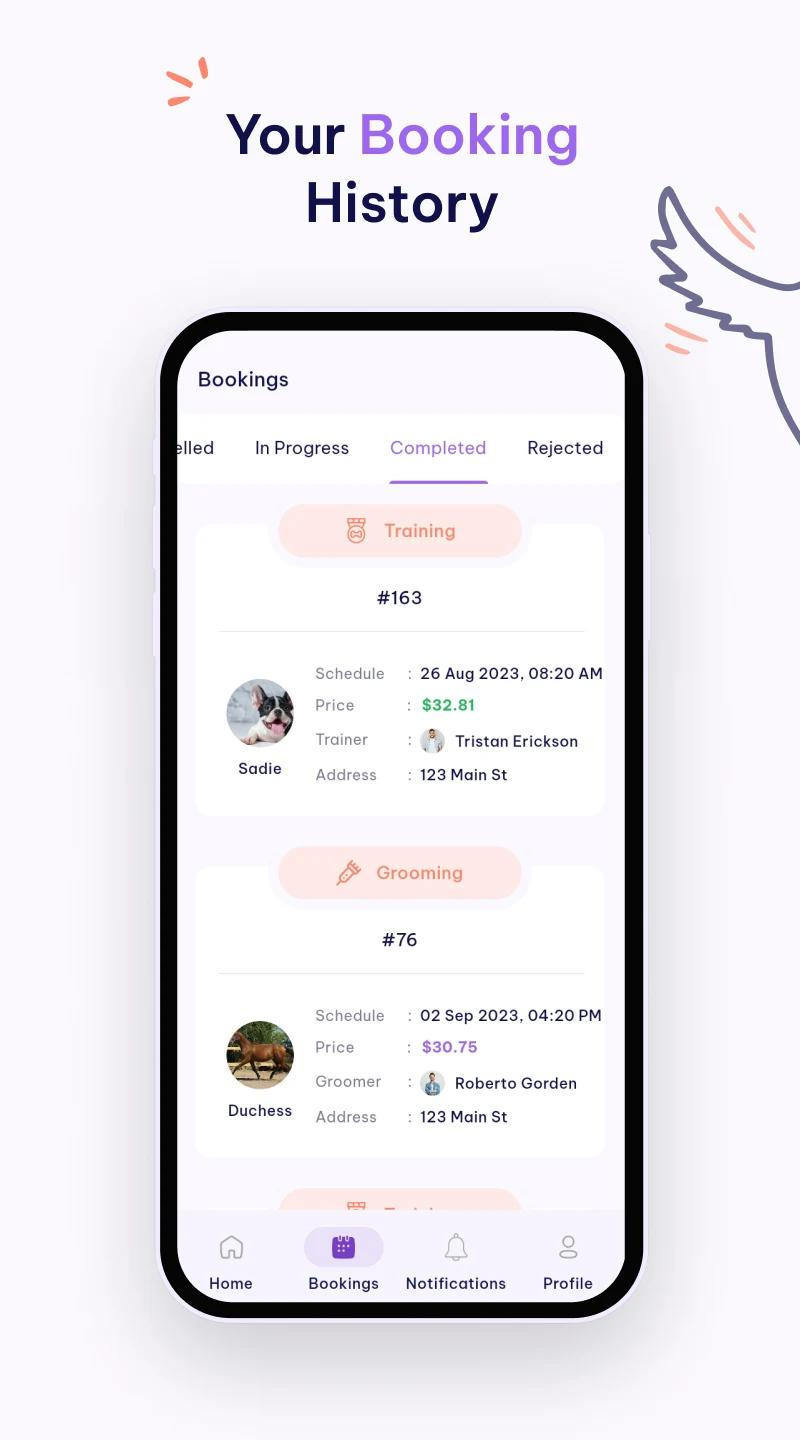 Your Booking
History
Bookings
elled In Progress Completed Rejected
Training
#163
Schedule : 26 Aug 2023, 08:20 AM
Price : $32.81
Trainer : Tristan Erickson
Address : 123 Main St
Sadie
Grooming
#76
Schedule : 02 Sep 2023, 04:20 PM
Price : $30.75
Groomer : Roberto Gorden
Address : 123 Main St
Duchess
Home Bookings Notifications Profile